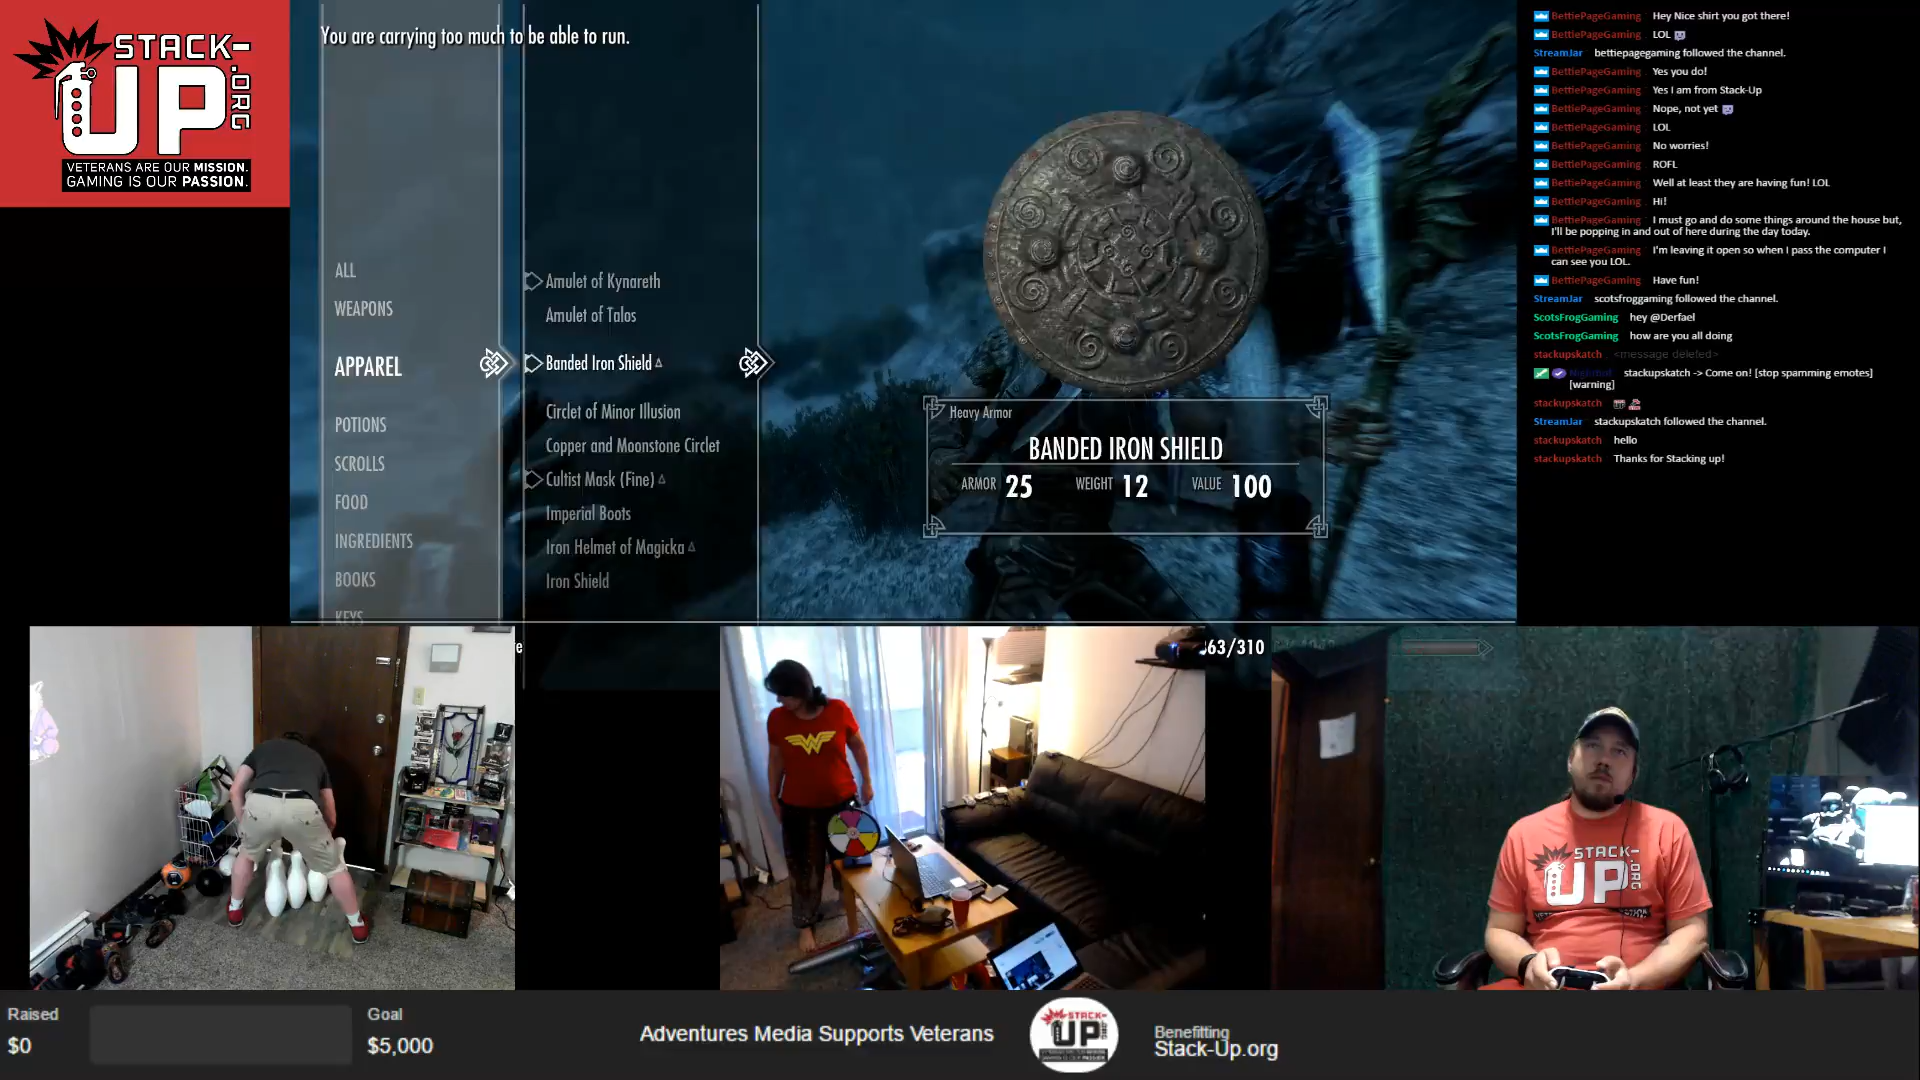 STACK-
UP
.ORG
VETERANS ARE OUR MISSION.
GAMING IS OUR PASSION.
You are carrying too much to be able to run.
ALL
WEAPONS
APPAREL
POTIONS
SCROLLS
FOOD
INGREDIENTS
BOOKS
KEYS
Amulet of Kynareth
Amulet of Talos
Banded Iron Shield
Circlet of Minor Illusion
Copper and Moonstone Circlet
Cultist Mask (Fine)
Imperial Boots
Iron Helmet of Magicka
Iron Shield
Heavy Armor
BANDED IRON SHIELD
ARMOR 25 WEIGHT 12 VALUE 100
63/310
BettiePageGaming Hey Nice shirt you got there!
BettiePageGaming LOL
StreamJar bettiepagegaming followed the channel.
BettiePageGaming Yes you do!
BettiePageGaming Yes I am from Stack-Up
BettiePageGaming Nope, not yet
BettiePageGaming LOL
BettiePageGaming No worries!
BettiePageGaming ROFL
BettiePageGaming Well at least they are having fun! LOL
BettiePageGaming Hi!
BettiePageGaming I must go and do some things around the house but,
I'll be popping in and out of here during the day today.
BettiePageGaming I'm leaving it open so when I pass the computer I
can see you LOL.
BettiePageGaming Have fun!
StreamJar scotsfroggaming followed the channel.
ScotsFrogGaming hey @Derfael
ScotsFrogGaming how are you all doing
stackupskatch <message deleted>
Nightbot stackupskatch -> Come on! [stop spamming emotes]
[warning]
stackupskatch
StreamJar stackupskatch followed the channel.
stackupskatch hello
stackupskatch Thanks for Stacking up!
STACK-
UP
.ORG
Raised
$0
Goal
$5,000
Adventures Media Supports Veterans
STACK-
UP
Benefitting
Stack-Up.org